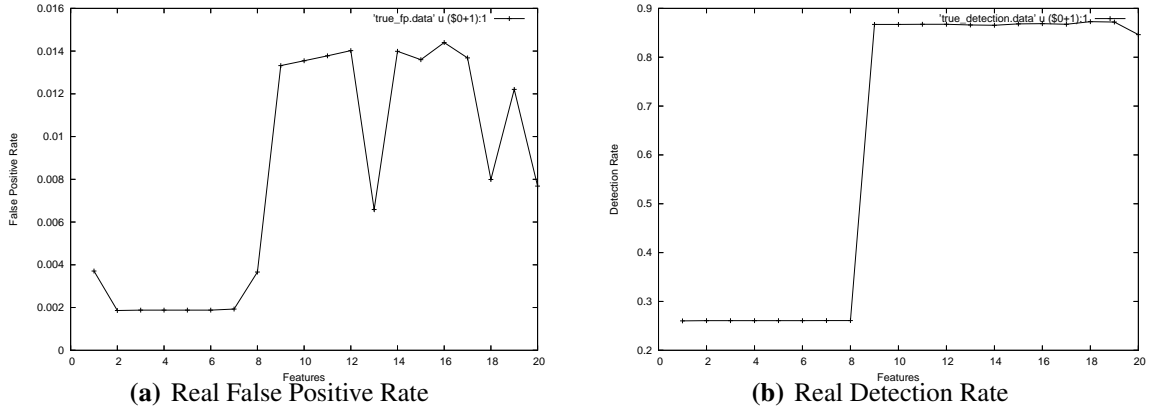 'true_fp.data' u ($0+1):1
0.016
0.014
0.012
0.01
0.008
0.006
0.004
0.002
0
False Positive Rate
0 2 4 6 8 10 12 14 16 18 20
Features
(a) Real False Positive Rate
'true_detection.data' u ($0+1):1
0.9
0.8
0.7
0.6
0.5
0.4
0.3
0.2
Detection Rate
0 2 4 6 8 10 12 14 16 18 20
Features
(b) Real Detection Rate